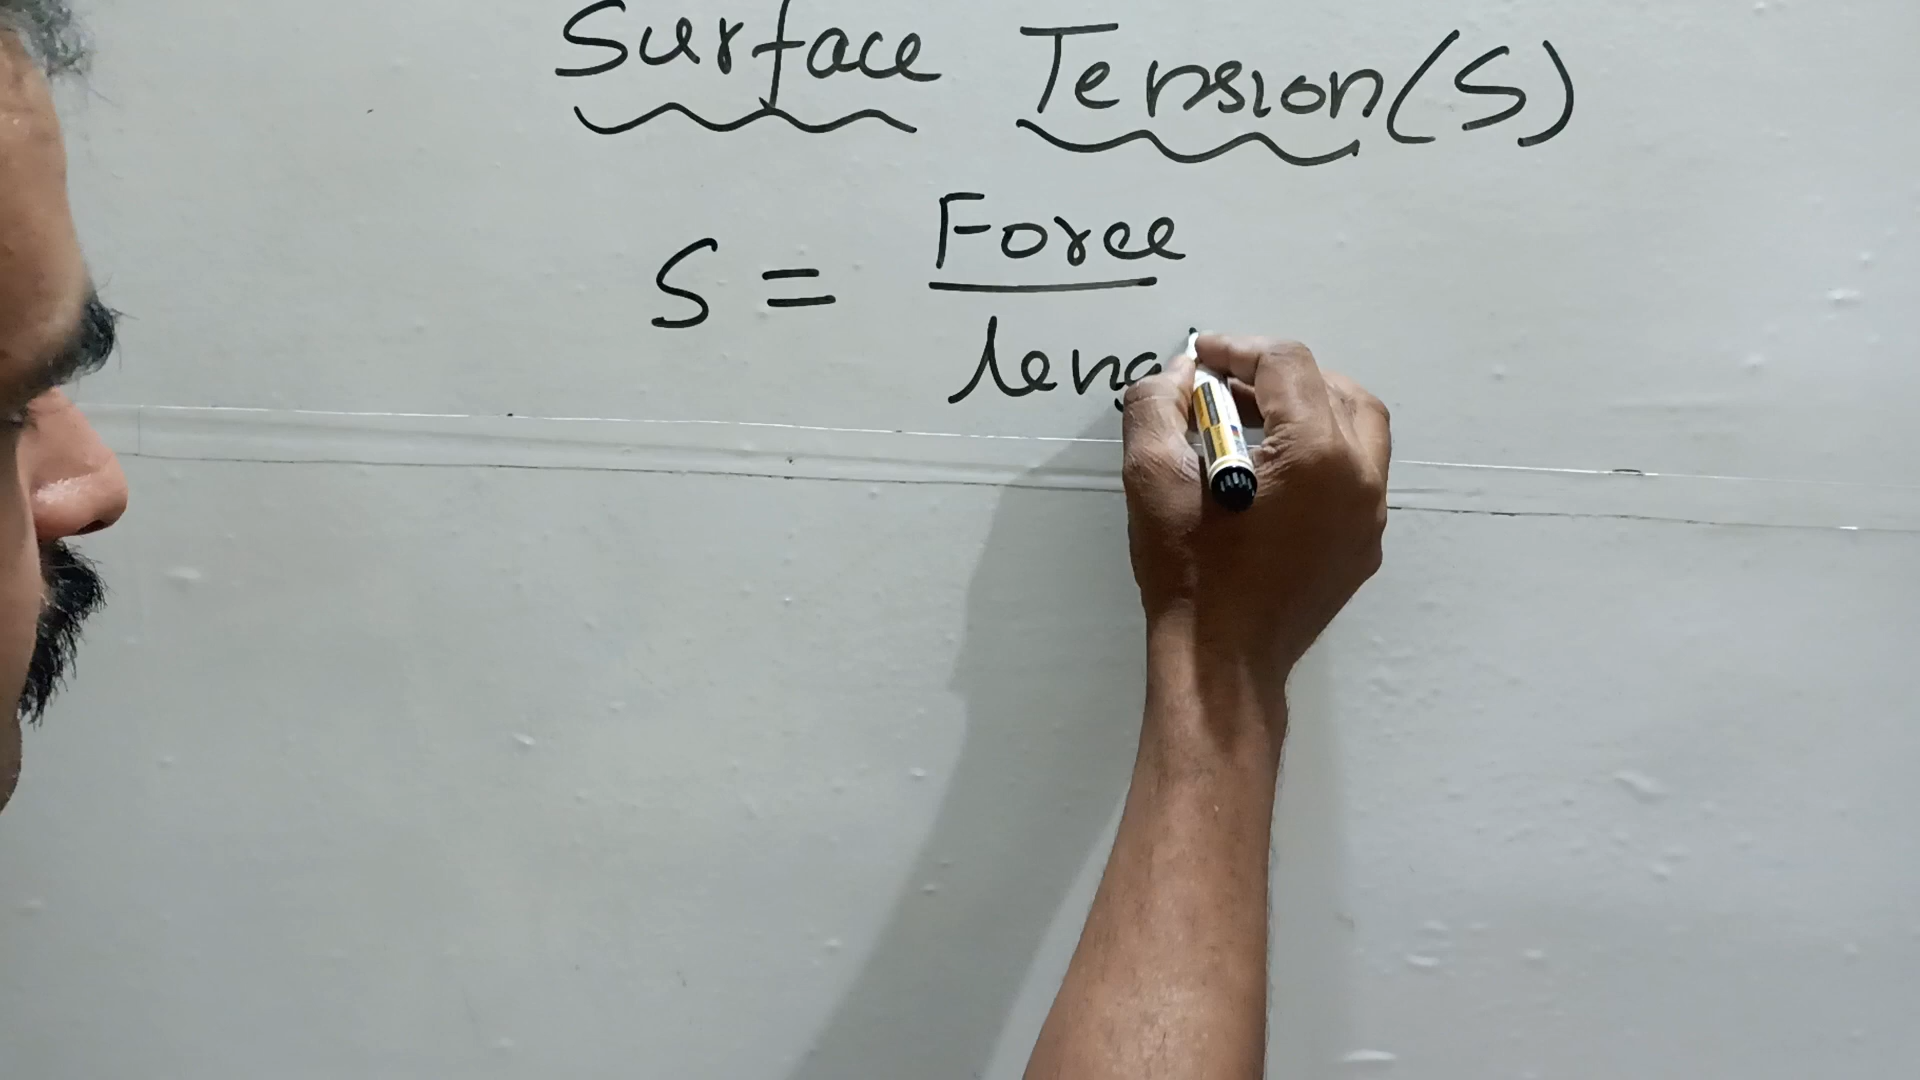 Surface Tension (S)
S = Force
leng